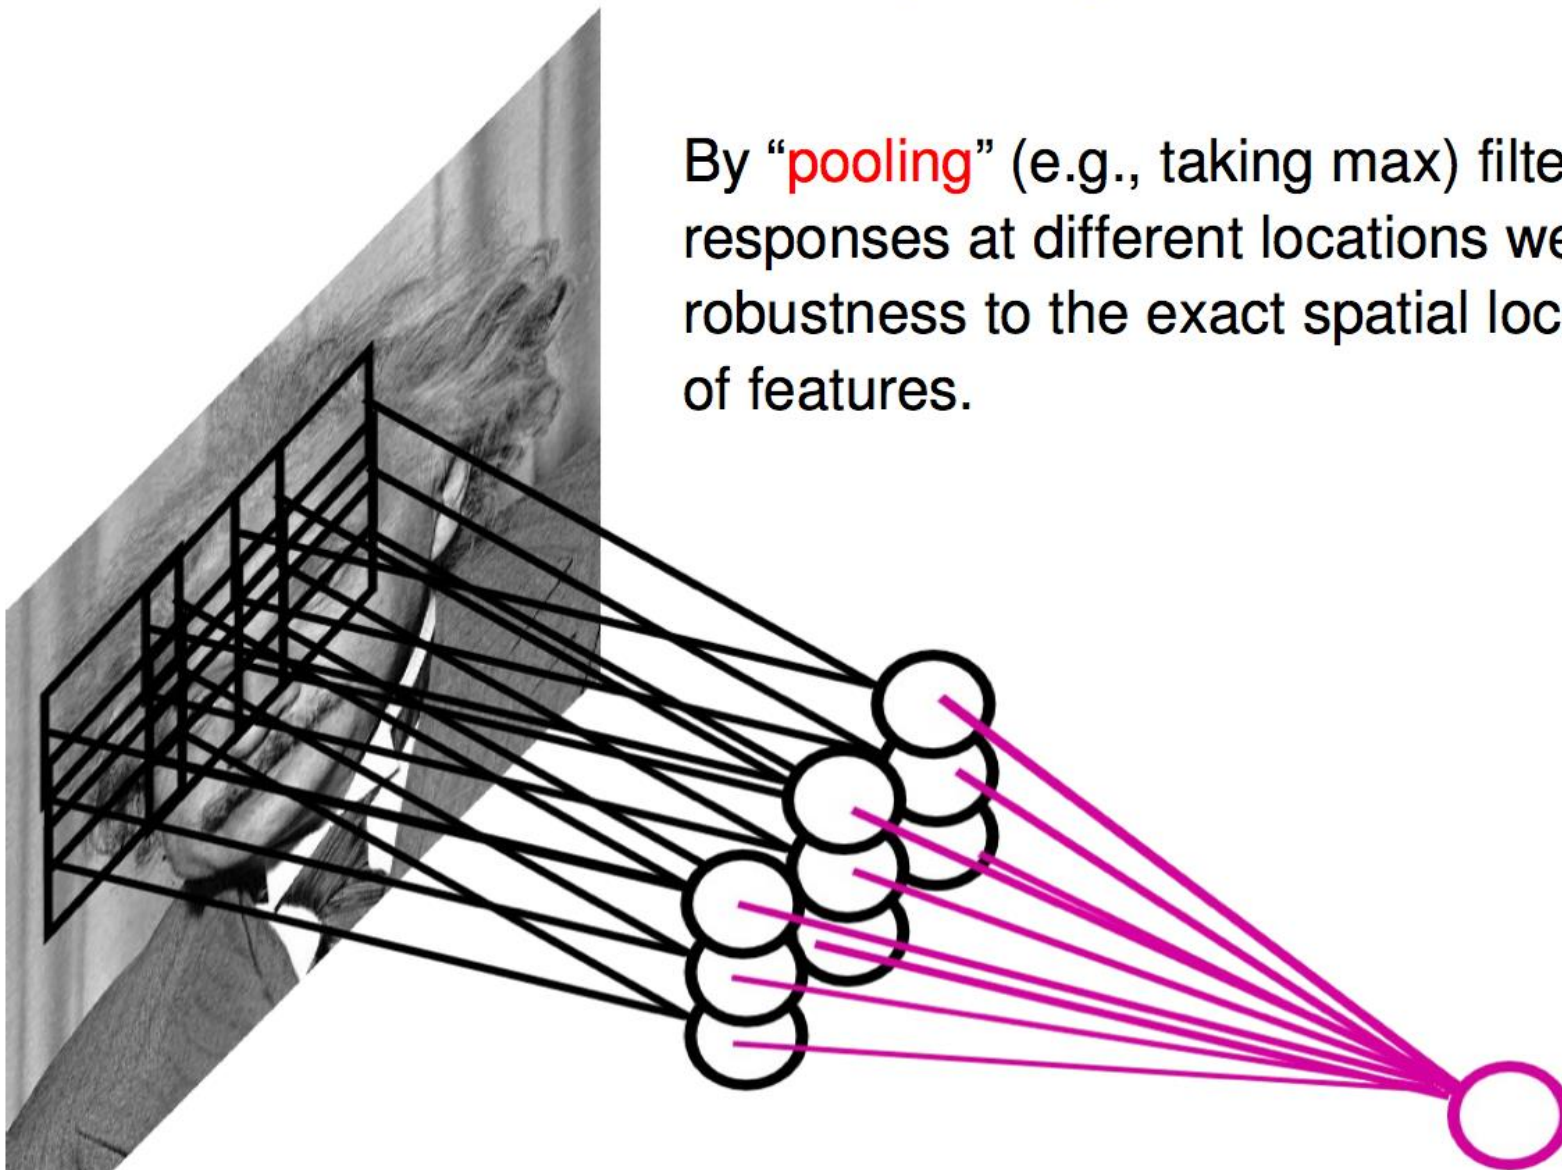 By “pooling” (e.g., taking max) filte
responses at different locations we
robustness to the exact spatial loc
of features.